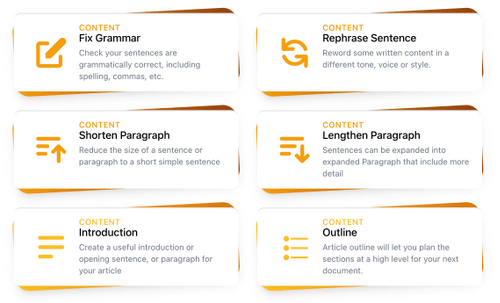 CONTENT
Fix Grammar
Check your sentences are
grammatically correct, including
spelling, commas, etc.
CONTENT
Rephrase Sentence
Reword some written content in a
different tone, voice or style.
CONTENT
Shorten Paragraph
Reduce the size of a sentence or
paragraph to a short simple sentence
CONTENT
Lengthen Paragraph
Sentences can be expanded into
expanded Paragraph that include more
detail
CONTENT
Introduction
Create a useful introduction or
opening sentence, or paragraph for
your article
CONTENT
Outline
Article outline will let you plan the
sections at a high level for your next
document.